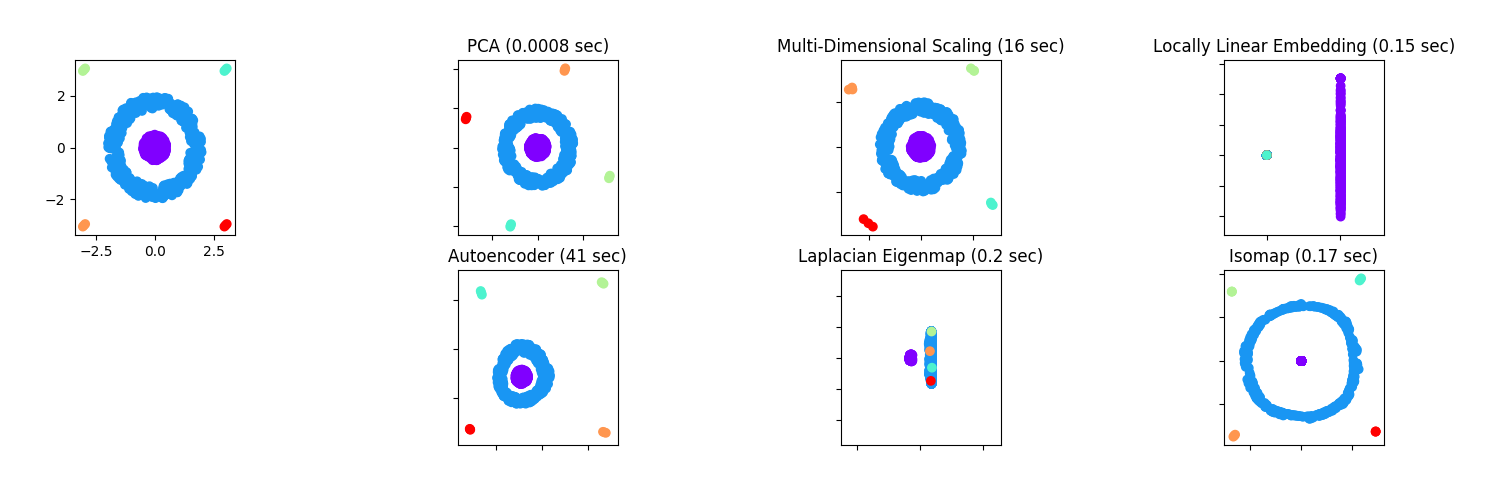 PCA (0.0008 sec)
Multi-Dimensional Scaling (16 sec)
Locally Linear Embedding (0.15 sec)
2
0
−2
−2.5 0.0 2.5
Autoencoder (41 sec)
Laplacian Eigenmap (0.2 sec)
Isomap (0.17 sec)